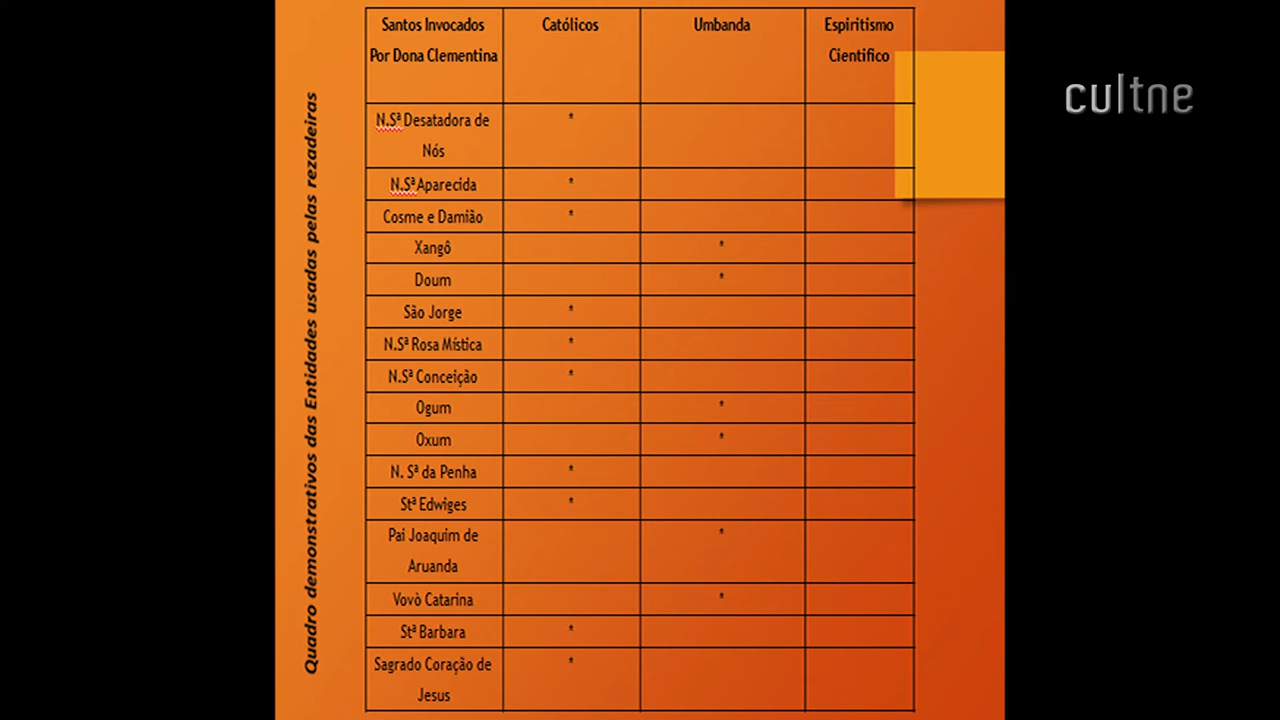 Quadro demonstrativos das Entidades usadas pelas rezadeiras
Santos Invocados
Por Dona Clementina
Católicos
Umbanda
Espiritismo
Cientifico
N.Sª Desatadora de
Nós
*
N.Sª Aparecida
*
Cosme e Damião
*
Xangô
*
Doum
*
São Jorge
*
N.Sª Rosa Mística
*
N.Sª Conceição
*
Ogum
*
Oxum
*
N. Sª da Penha
*
Stª Edwiges
*
Pai Joaquim de
Aruanda
*
Vovò Catarina
*
Stª Barbara
*
Sagrado Coração de
Jesus
*
cultne